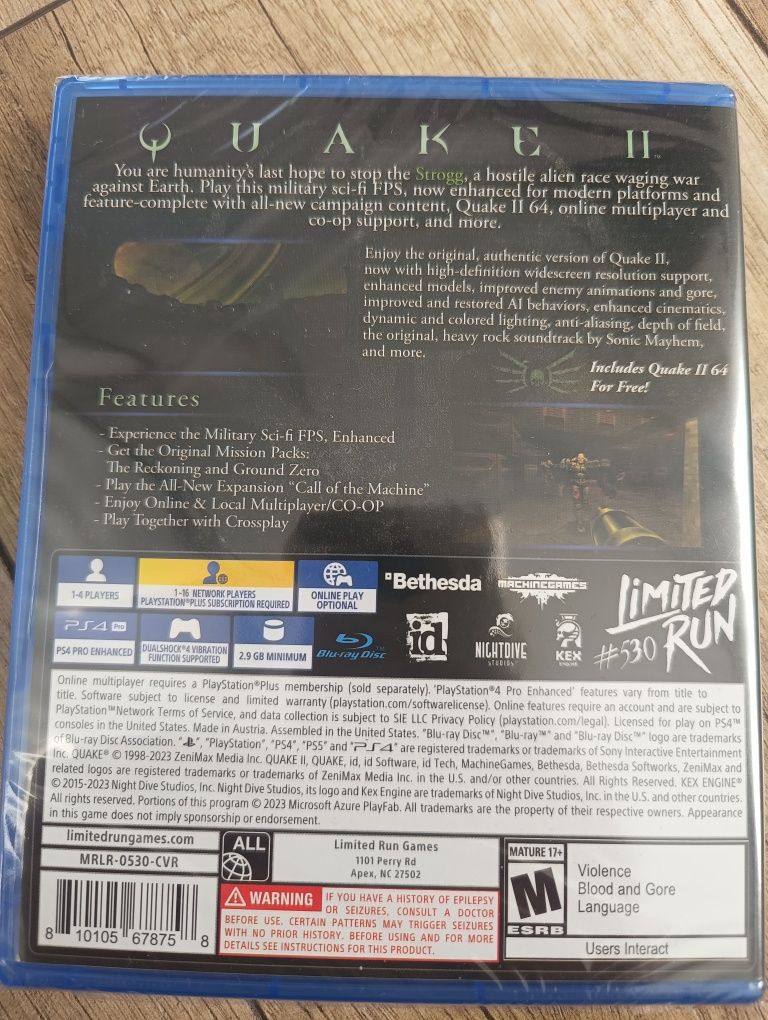 QUAKE II™
You are humanity's last hope to stop the Strogg, a hostile alien race waging war
against Earth. Play this military sci-fi FPS, now enhanced for modern platforms and
feature-complete with all-new campaign content, Quake II 64, online multiplayer and
co-op support, and more.
Enjoy the original, authentic version of Quake II,
now with high-definition widescreen resolution support,
enhanced models, improved enemy animations and gore,
improved and restored AI behaviors, enhanced cinematics,
dynamic and colored lighting, anti-aliasing, depth of field,
the original, heavy rock soundtrack by Sonic Mayhem,
and more.
Includes Quake II 64
For Free!
Features
- Experience the Military Sci-fi FPS, Enhanced
- Get the Original Mission Packs:
The Reckoning and Ground Zero
- Play the All-New Expansion "Call of the Machine"
- Enjoy Online & Local Multiplayer/CO-OP
- Play Together with Crossplay
1-4 PLAYERS
1-16 NETWORK PLAYERS
PLAYSTATION®PLUS SUBSCRIPTION REQUIRED
ONLINE PLAY
OPTIONAL
Bethesda
MACHINEGAMES
LIMITED
RUN
#530
PS4 Pro
PS4 PRO ENHANCED
DUALSHOCK®4 VIBRATION
FUNCTION SUPPORTED
2.9 GB MINIMUM
Blu-ray Disc™
id
NIGHTDIVE
STUDIOS
KEX
ENGINE
Online multiplayer requires a PlayStation®Plus membership (sold separately). 'PlayStation®4 Pro Enhanced' features vary from title to
title. Software subject to license and limited warranty (playstation.com/softwarelicense). Online features require an account and are subject to
PlayStation™Network Terms of Service, and data collection is subject to SIE LLC Privacy Policy (playstation.com/legal). Licensed for play on PS4™
consoles in the United States. Made in Austria. Assembled in the United States. "Blu-ray Disc™", "Blu-ray™" and "Blu-ray Disc™" logo are trademarks
of Blu-ray Disc Association. "PS", "PlayStation", "PS4", "PS5" and "PS4" are registered trademarks or trademarks of Sony Interactive Entertainment
Inc. QUAKE® © 1998-2023 ZeniMax Media Inc. QUAKE II, QUAKE, id, id Software, id Tech, MachineGames, Bethesda, Bethesda Softworks, ZeniMax and
related logos are registered trademarks or trademarks of ZeniMax Media Inc. in the U.S. and/or other countries. All Rights Reserved. KEX ENGINE®
© 2015-2023 Night Dive Studios, Inc. Night Dive Studios, its logo and Kex Engine are trademarks of Night Dive Studios, Inc. in the U.S. and other countries.
All rights reserved. Portions of this program © 2023 Microsoft Azure PlayFab. All trademarks are the property of their respective owners. Appearance
in this game does not imply sponsorship or endorsement.
limitedrungames.com
MRLR-0530-CVR
ALL
Limited Run Games
1101 Perry Rd
Apex, NC 27502
WARNING
IF YOU HAVE A HISTORY OF EPILEPSY
OR SEIZURES, CONSULT A DOCTOR
BEFORE USE. CERTAIN PATTERNS MAY TRIGGER SEIZURES
WITH NO PRIOR HISTORY. BEFORE USING AND FOR MORE
DETAILS SEE INSTRUCTIONS FOR THIS PRODUCT.
MATURE 17+
M
ESRB
Violence
Blood and Gore
Language
Users Interact
8 10105 67875 8